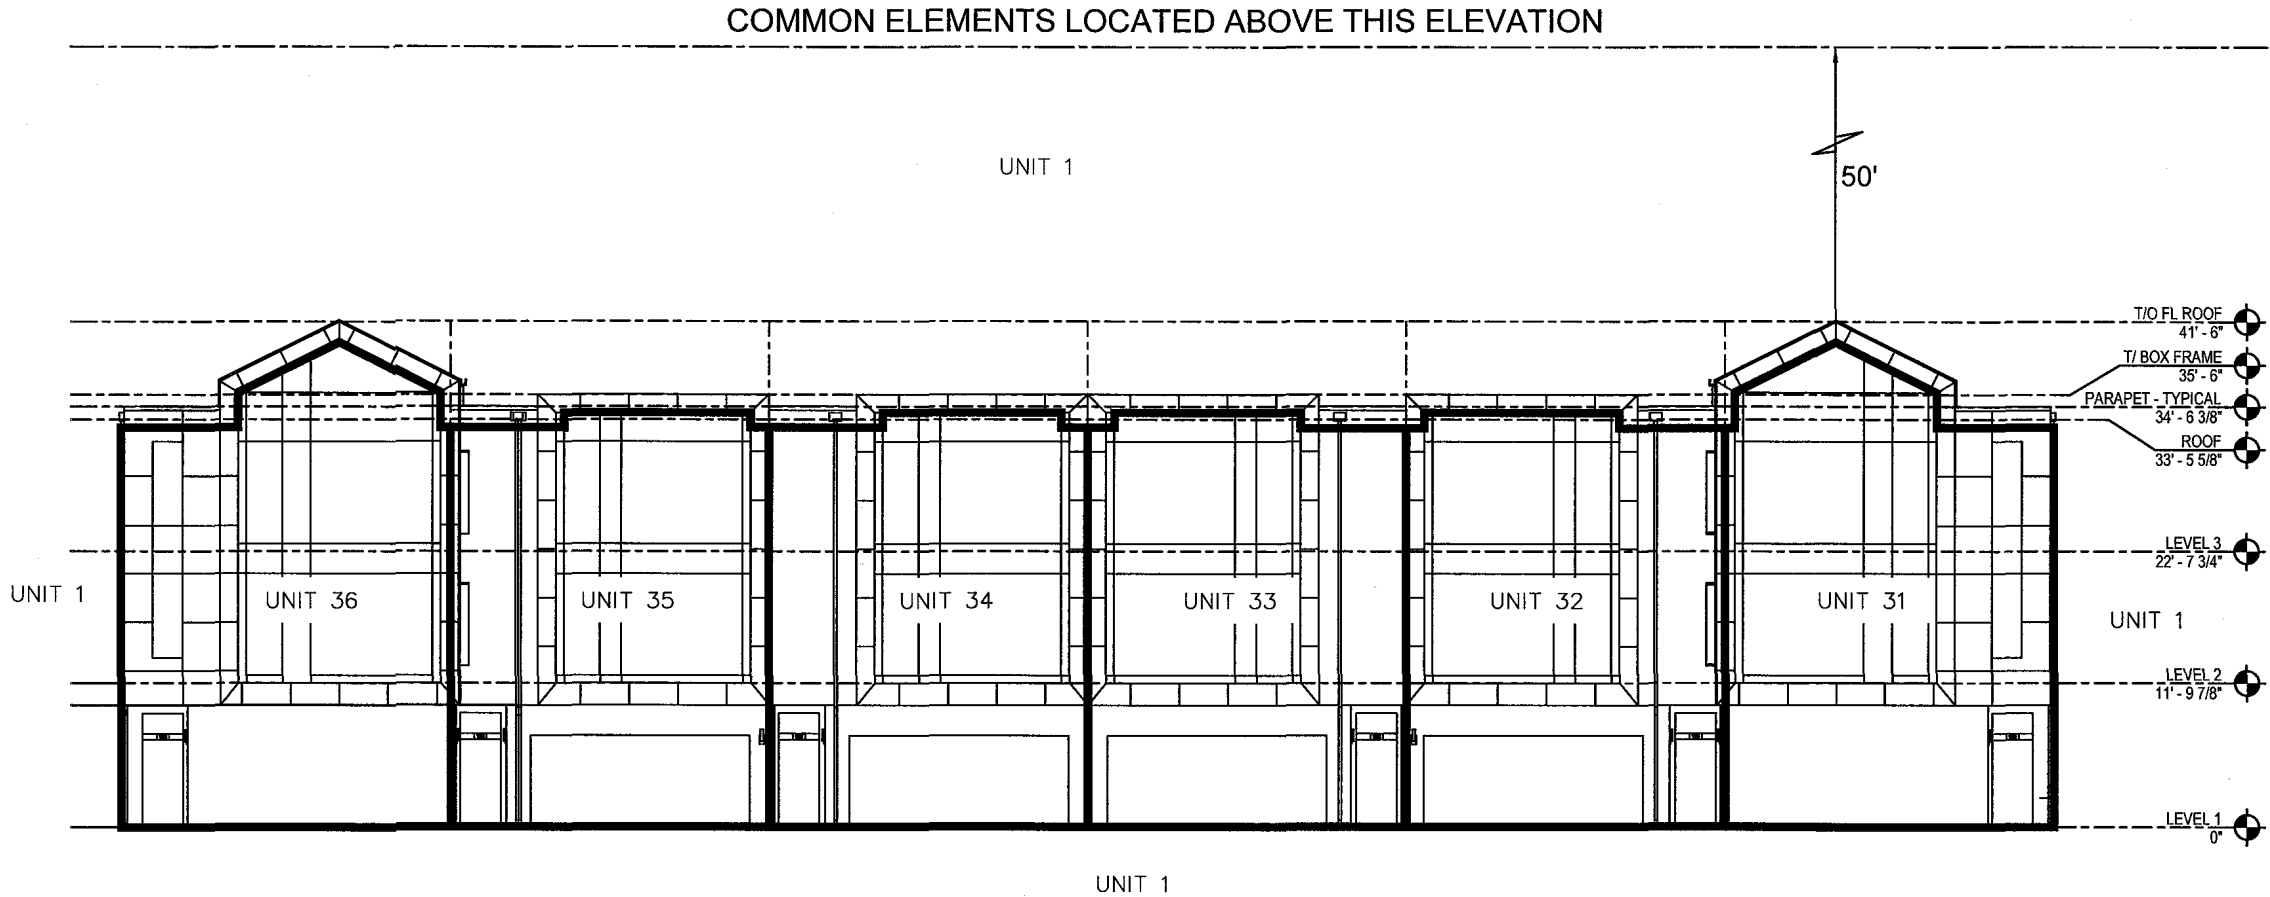 COMMON ELEMENTS LOCATED ABOVE THIS ELEVATION
UNIT 1
50'
T/O FL ROOF
41' - 6"
T/ BOX FRAME
35' - 6"
PARAPET - TYPICAL
34' - 6 3/8"
ROOF
33' - 5 5/8"
LEVEL 3
22' - 7 3/4"
UNIT 1
UNIT 36
UNIT 35
UNIT 34
UNIT 33
UNIT 32
UNIT 31
UNIT 1
LEVEL 2
11' - 9 7/8"
LEVEL 1
0"
UNIT 1